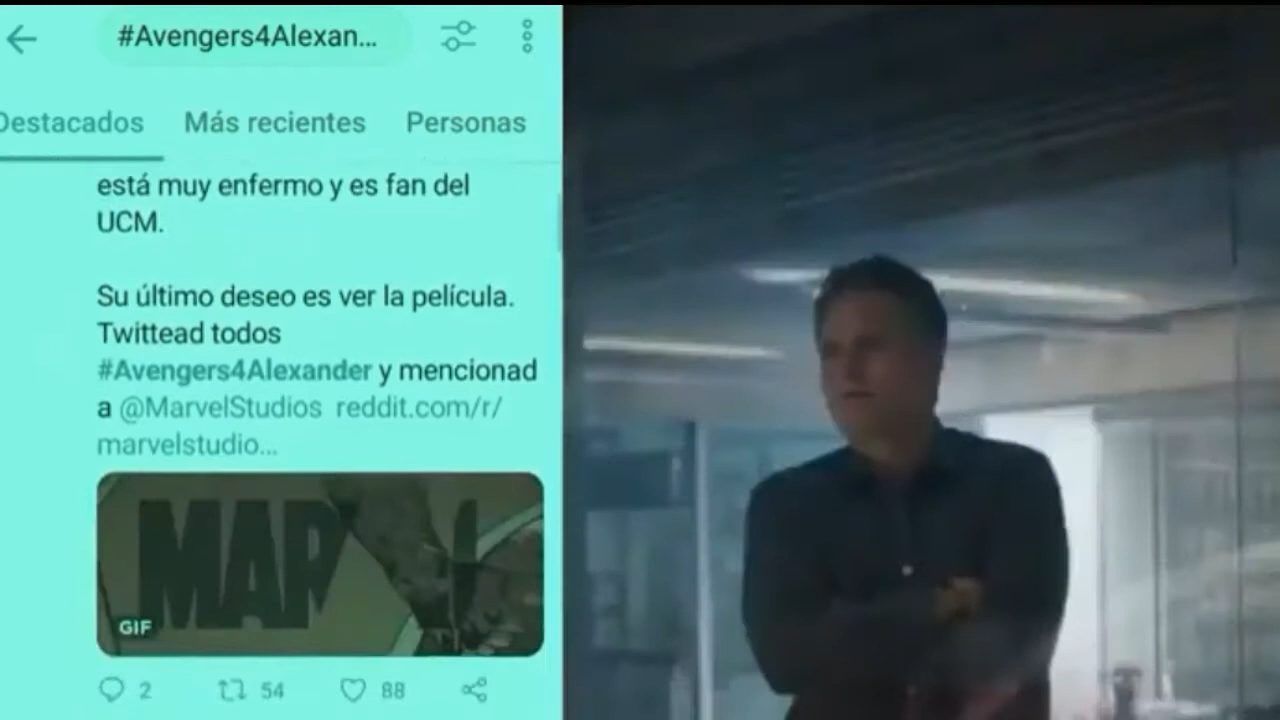 #Avengers4Alexan...
Destacados Más recientes Personas
está muy enfermo y es fan del
UCM.
Su último deseo es ver la película.
Twittead todos
#Avengers4Alexander y mencionad
a @MarvelStudios reddit.com/r/
marvelstudio...
MAR
GIF
2 54 88